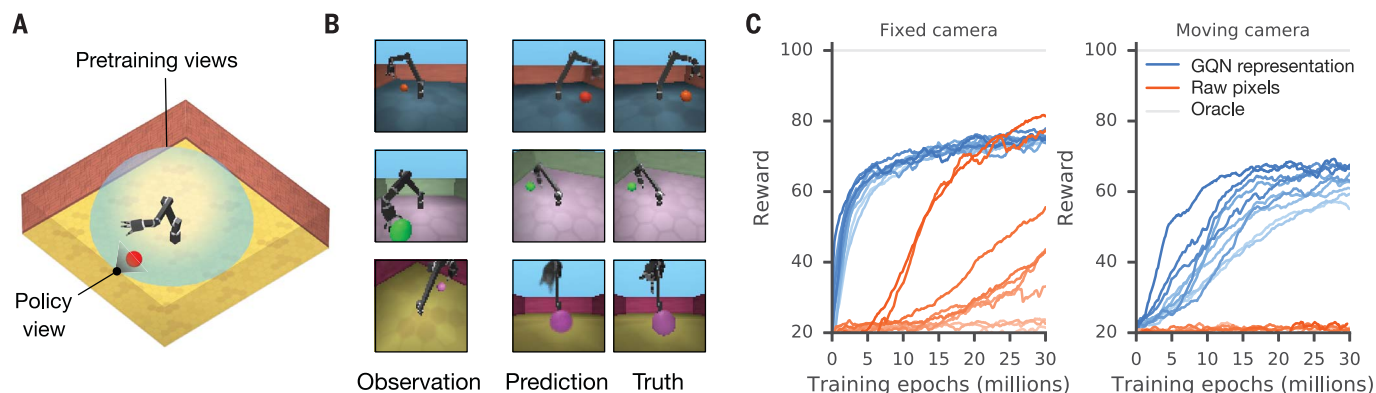 A
Pretraining views
Policy
view
B
Observation
Prediction
Truth
C
Fixed camera
100
80
60
40
20
Reward
0
5
10
15
20
25
30
Training epochs (millions)
Moving camera
100
80
60
40
20
Reward
GQN representation
Raw pixels
Oracle
0
5
10
15
20
25
30
Training epochs (millions)